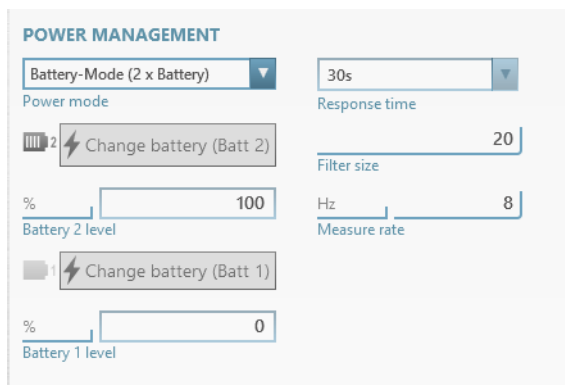 POWER MANAGEMENT
Battery-Mode (2 x Battery)
Power mode
2 Change battery (Batt 2)
% 100
Battery 2 level
1 Change battery (Batt 1)
% 0
Battery 1 level
30s
Response time
20
Filter size
Hz 8
Measure rate